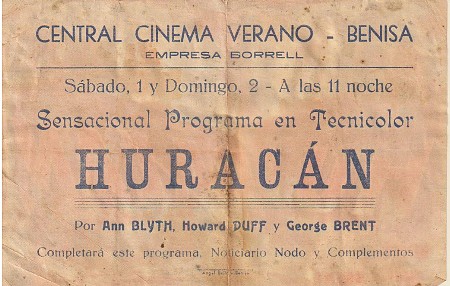 CENTRAL CINEMA VERANO - BENISA
EMPRESA BORRELL
Sábado, 1 y Domingo, 2 - A las 11 noche
Sensacional Programa en Tecnicolor
HURACÁN
Por Ann BLYTH, Howard DUFF y George BRENT
Completará este programa, Noticiario Nodo y Complementos